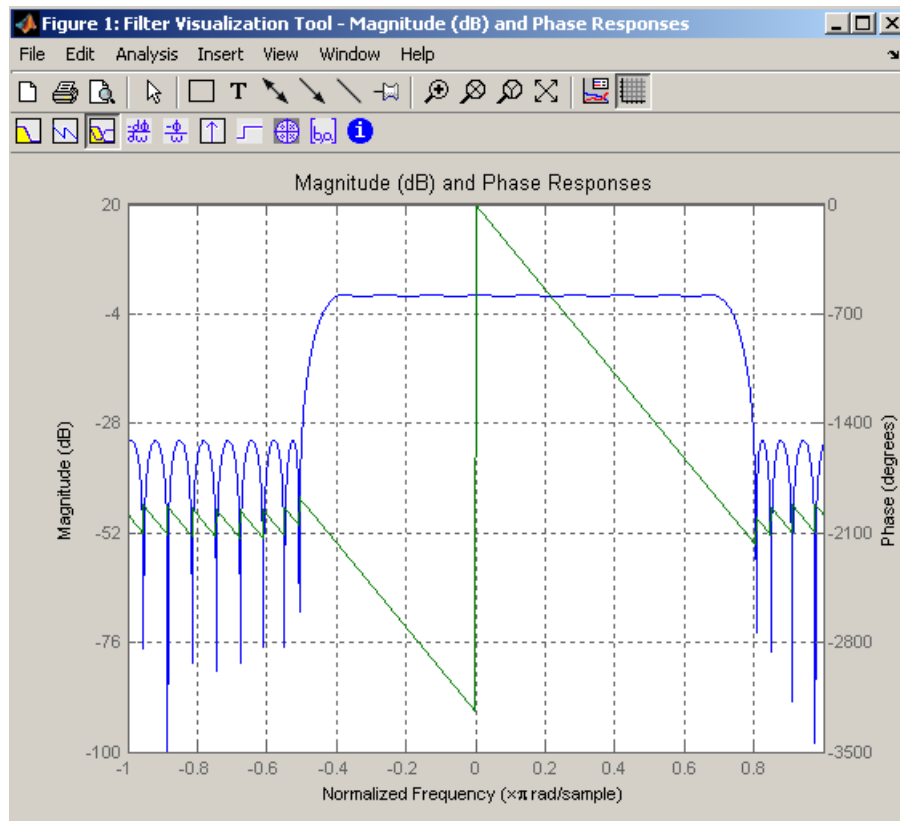 Figure 1: Filter Visualization Tool - Magnitude (dB) and Phase Responses
File Edit Analysis Insert View Window Help
T
-dφ
dω
-φ
ω
[b,a]
i
Magnitude (dB) and Phase Responses
20
-4
-28
-52
-76
-100
Magnitude (dB)
0
-700
-1400
-2100
-2800
-3500
Phase (degrees)
-1 -0.8 -0.6 -0.4 -0.2 0 0.2 0.4 0.6 0.8
Normalized Frequency (×π rad/sample)